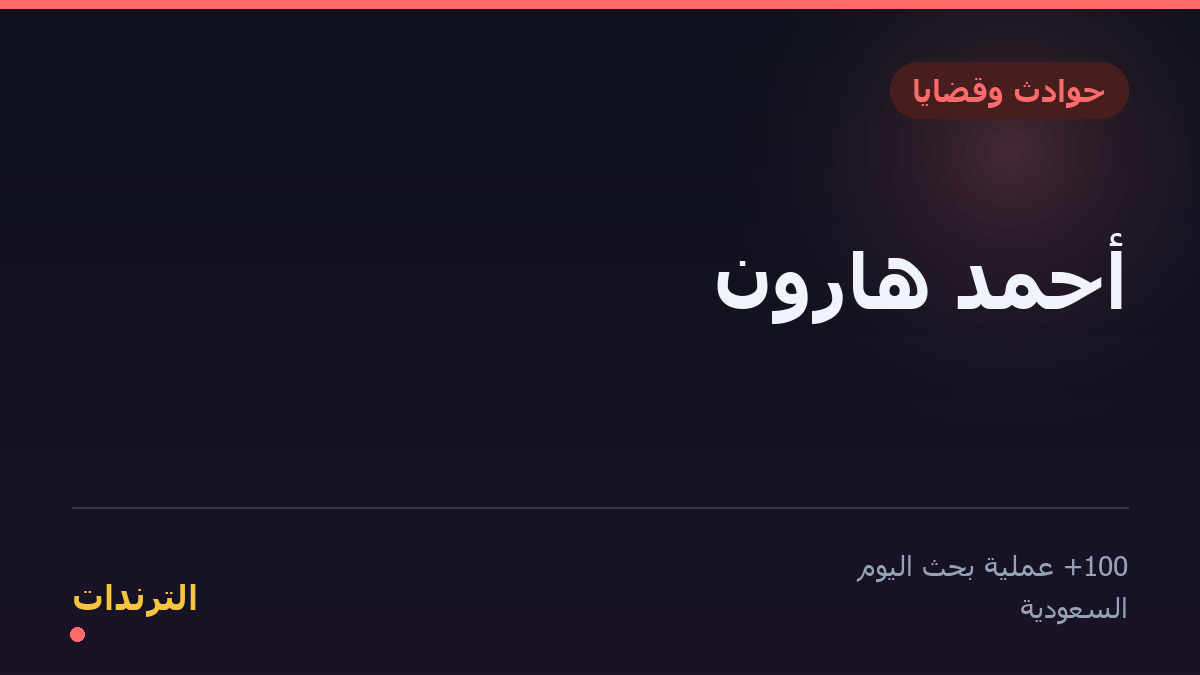 حوادث وقضايا
أحمد هارون
100+ عملية بحث اليوم
السعودية
الترندات